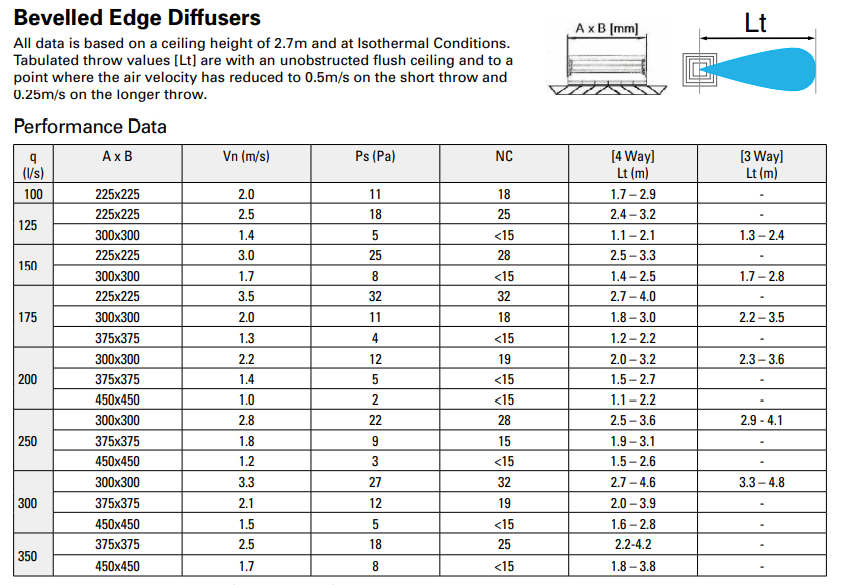 Bevelled Edge Diffusers
All data is based on a ceiling height of 2.7m and at Isothermal Conditions.
Tabulated throw values [Lt] are with an unobstructed flush ceiling and to a
point where the air velocity has reduced to 0.5m/s on the short throw and
0.25m/s on the longer throw.
A x B [mm]
Lt
Performance Data
q (l/s) A x B Vn (m/s) Ps (Pa) NC [4 Way] Lt (m) [3 Way] Lt (m)
100 225x225 2.0 11 18 1.7 – 2.9 -
125 225x225 2.5 18 25 2.4 – 3.2 -
300x300 1.4 5 <15 1.1 – 2.1 1.3 – 2.4
150 225x225 3.0 25 28 2.5 – 3.3 -
300x300 1.7 8 <15 1.4 – 2.5 1.7 – 2.8
175 225x225 3.5 32 32 2.7 – 4.0 -
300x300 2.0 11 18 1.8 – 3.0 2.2 – 3.5
375x375 1.3 4 <15 1.2 – 2.2 -
200 300x300 2.2 12 19 2.0 – 3.2 2.3 – 3.6
375x375 1.4 5 <15 1.5 – 2.7 -
450x450 1.0 2 <15 1.1 – 2.2 -
250 300x300 2.8 22 28 2.5 – 3.6 2.9 - 4.1
375x375 1.8 9 15 1.9 – 3.1 -
450x450 1.2 3 <15 1.5 – 2.6 -
300 300x300 3.3 27 32 2.7 – 4.6 3.3 – 4.8
375x375 2.1 12 19 2.0 – 3.9 -
450x450 1.5 5 <15 1.6 – 2.8 -
350 375x375 2.5 18 25 2.2-4.2 -
450x450 1.7 8 <15 1.8 – 3.8 -